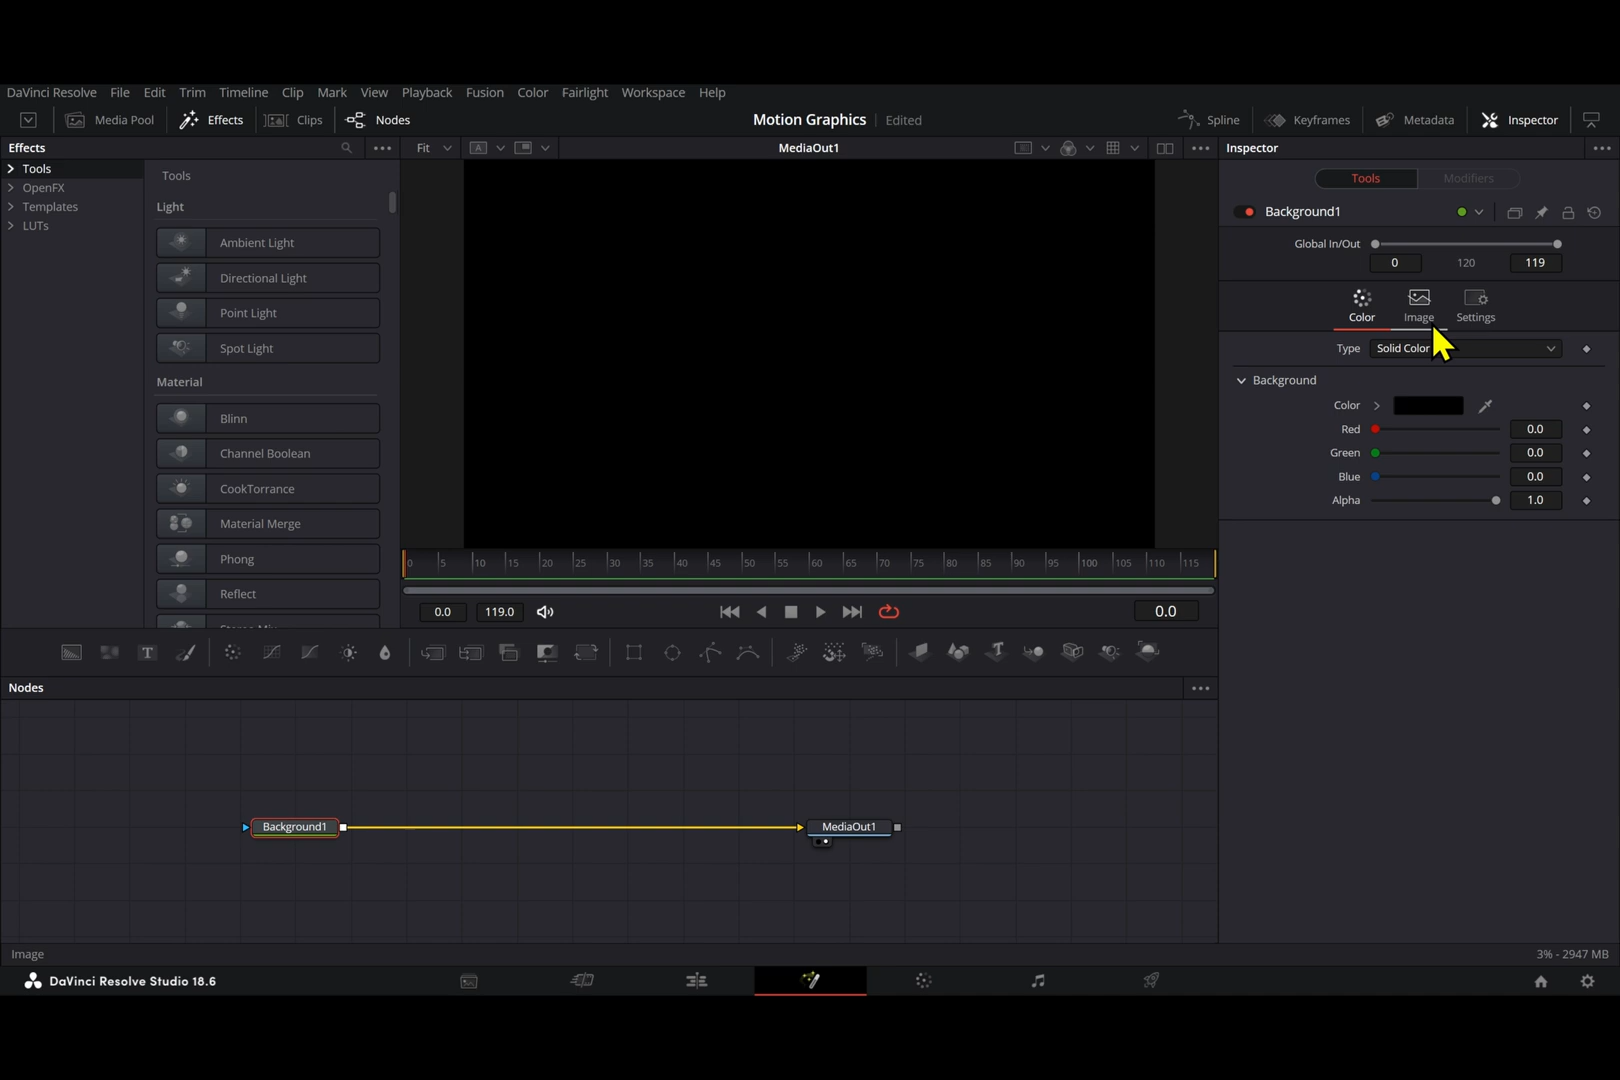 DaVinci Resolve File Edit Trim Timeline Clip Mark View Playback Fusion Color Fairlight Workspace Help
Media Pool Effects Clips Nodes Motion Graphics Edited Spline Keyframes Metadata Inspector
Effects Fit A MediaOut1 Inspector
Tools
OpenFX
Templates
LUTs
Tools
Light
Ambient Light
Directional Light
Point Light
Spot Light
Material
Blinn
Channel Boolean
CookTorrance
Material Merge
Phong
Reflect
0 5 10 15 20 25 30 35 40 45 50 55 60 65 70 75 80 85 90 95 100 105 110 115
0.0 119.0 0.0
Tools Modifiers
Background1
Global In/Out
0 120 119
Color Image Settings
Type Solid Color
Background
Color
Red 0.0
Green 0.0
Blue 0.0
Alpha 1.0
T T
Nodes
Background1 MediaOut1
Image 3% - 2947 MB
DaVinci Resolve Studio 18.6